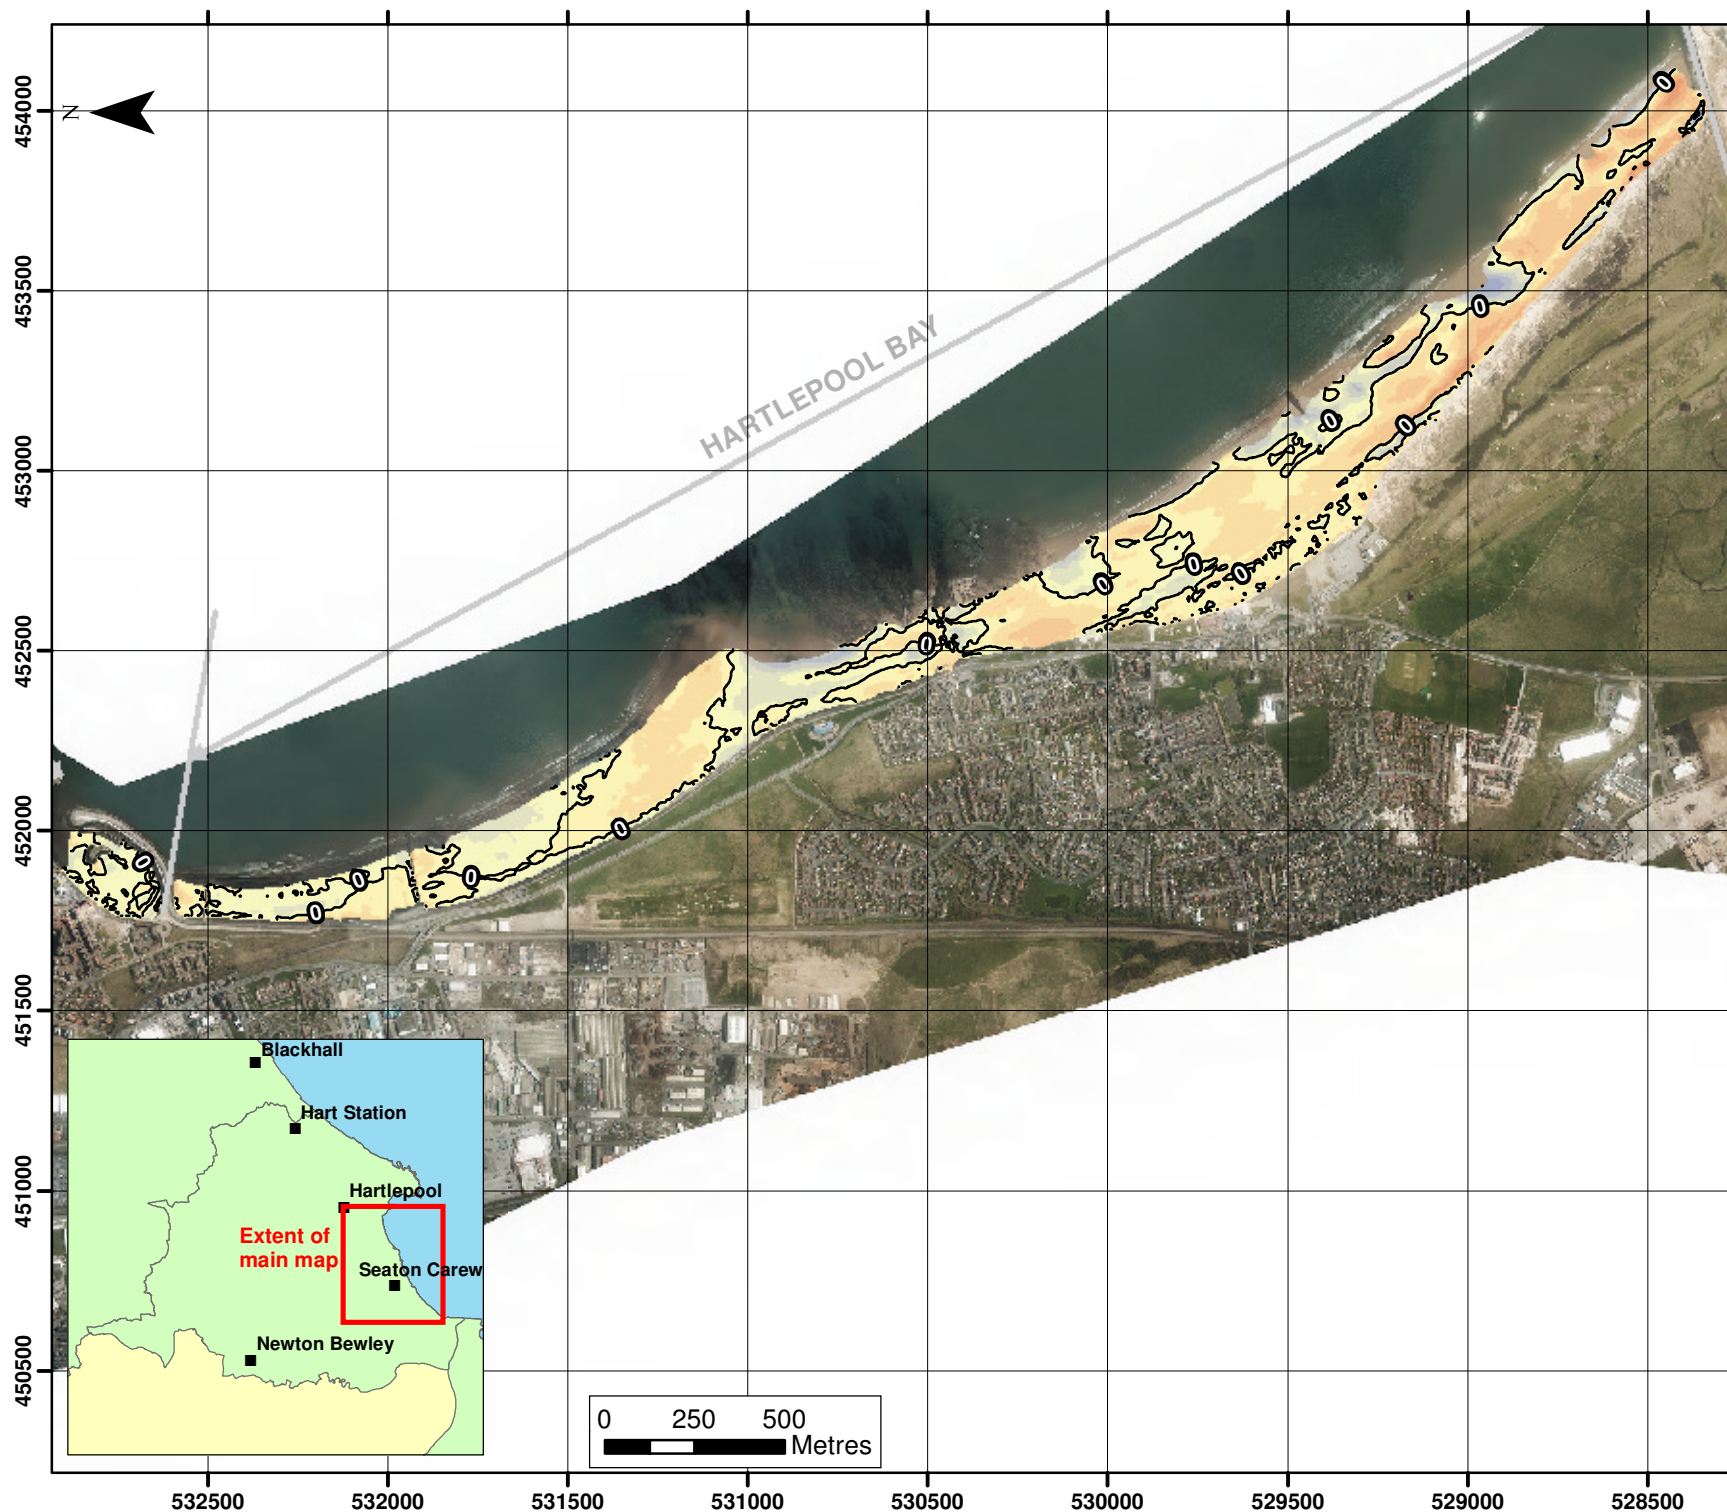 N
454000
453500
453000
452500
452000
451500
451000
450500
HARTLEPOOL BAY
0
0
0
0
0
0
0
0
0
0
0
0
0
0
Blackhall
Hart Station
Hartlepool
Extent of
main map
Seaton Carew
Newton Bewley
0 250 500
Metres
532500 532000 531500 531000 530500 530000 529500 529000 528500